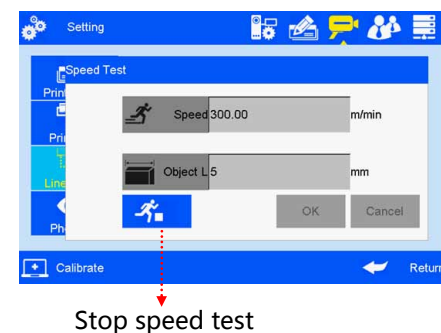 Setting
Speed Test
Print
Pri
Line
Ph
Speed 300.00 m/min
Object L 5 mm
OK Cancel
Calibrate Return
Stop speed test